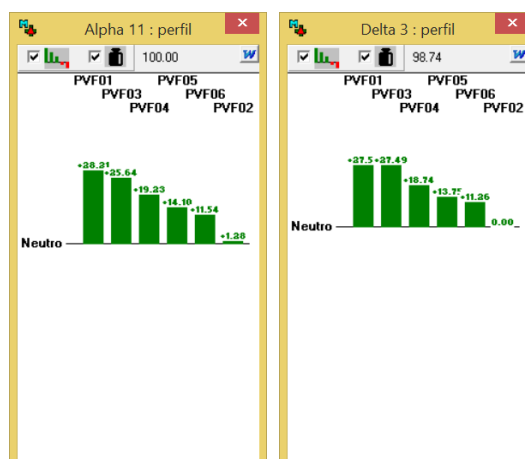 Alpha 11 : perfil
100.00
PVF01 PVF05
PVF03 PVF06
PVF04 PVF02
+28.21
+25.64
+19.23
+14.10
+11.54
+1.28
Neutro
Delta 3 : perfil
98.74
PVF01 PVF05
PVF03 PVF06
PVF04 PVF02
+27.5
+27.49
+18.74
+13.75
+11.26
0.00
Neutro